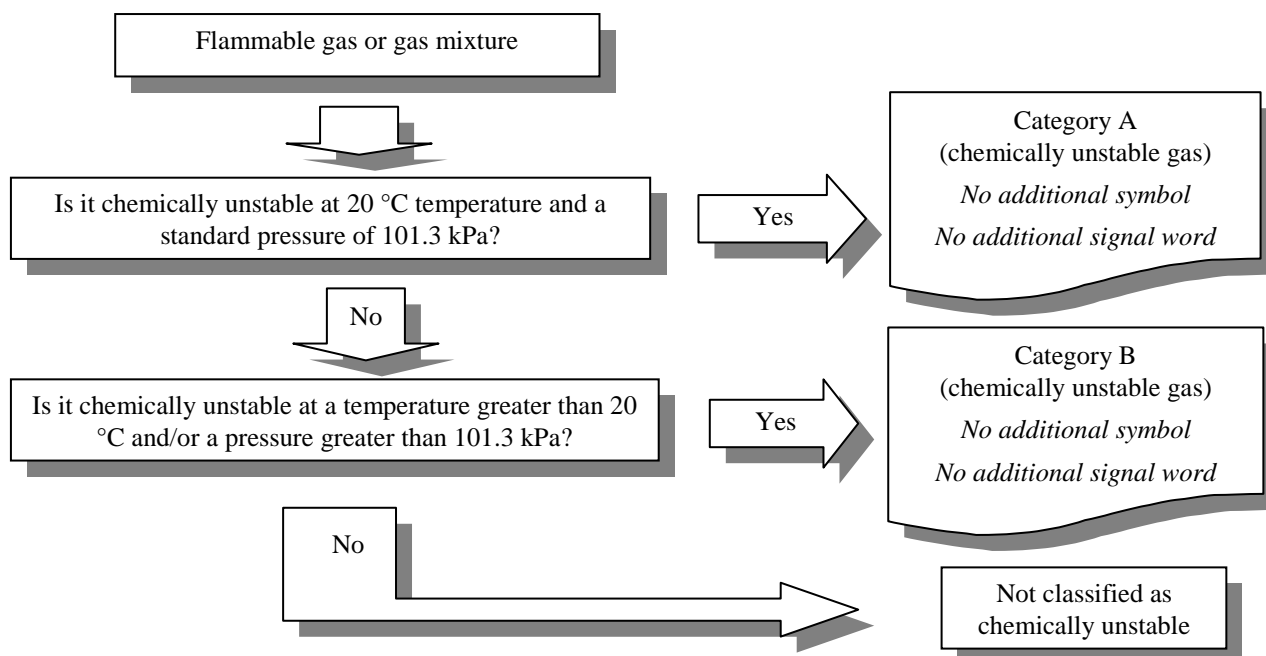 Flammable gas or gas mixture
Is it chemically unstable at 20 °C temperature and a
standard pressure of 101.3 kPa?
Yes
Category A
(chemically unstable gas)
No additional symbol
No additional signal word
No
Is it chemically unstable at a temperature greater than 20
°C and/or a pressure greater than 101.3 kPa?
Yes
Category B
(chemically unstable gas)
No additional symbol
No additional signal word
No
Not classified as
chemically unstable